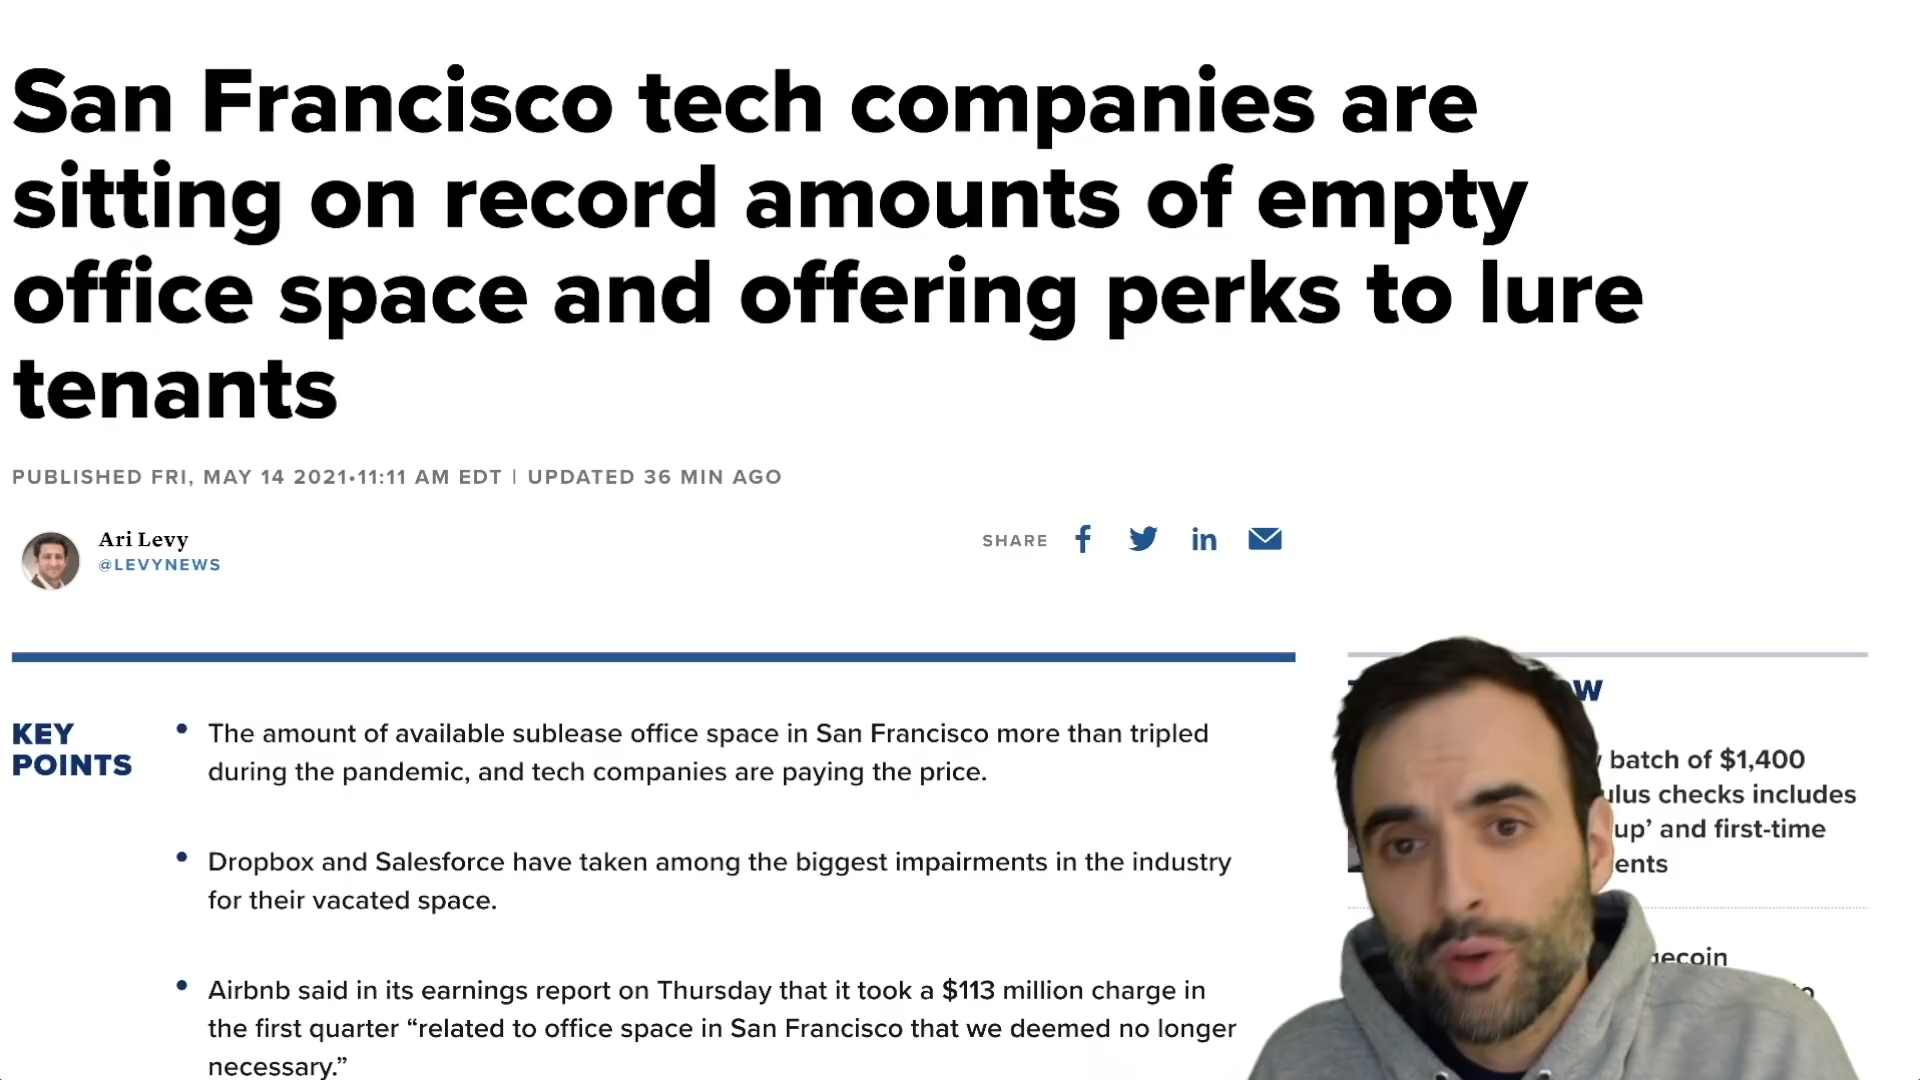 San Francisco tech companies are
sitting on record amounts of empty
office space and offering perks to lure
tenants
PUBLISHED FRI, MAY 14 2021•11:11 AM EDT | UPDATED 36 MIN AGO
Ari Levy
@LEVYNEWS
SHARE
KEY
POINTS
• The amount of available sublease office space in San Francisco more than tripled
during the pandemic, and tech companies are paying the price.
• Dropbox and Salesforce have taken among the biggest impairments in the industry
for their vacated space.
• Airbnb said in its earnings report on Thursday that it took a $113 million charge in
the first quarter “related to office space in San Francisco that we deemed no longer
necessary.”
batch of $1,400
checks includes
up’ and first-time